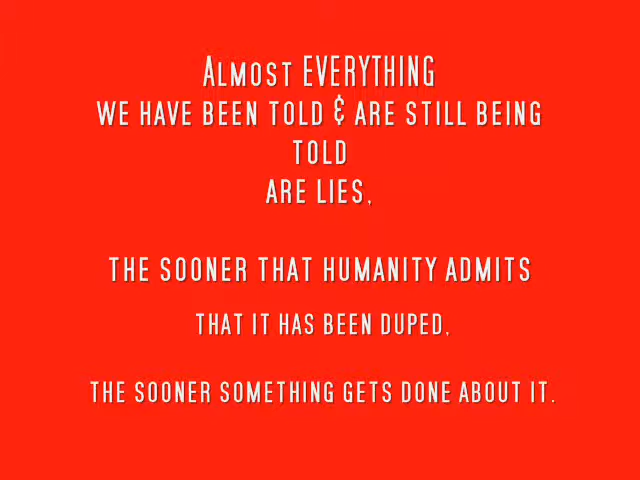 Almost EVERYTHING
WE HAVE BEEN TOLD & ARE STILL BEING
TOLD
ARE LIES,
THE SOONER THAT HUMANITY ADMITS
THAT IT HAS BEEN DUPED,
THE SOONER SOMETHING GETS DONE ABOUT IT.